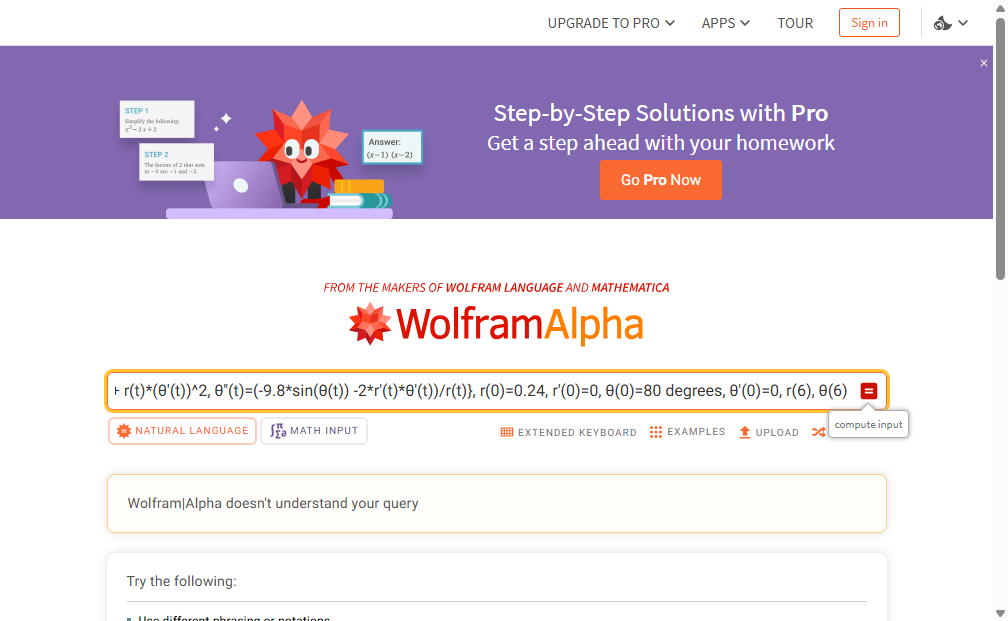 UPGRADE TO PRO APPS TOUR Sign in
STEP 1
Simplify the following:
x²− 3 x + 2
STEP 2
The factors of 2 that sum
to −3 are −1 and −2.
Answer:
(x−1) (x−2)
Step-by-Step Solutions with Pro
Get a step ahead with your homework
Go Pro Now
×
FROM THE MAKERS OF WOLFRAM LANGUAGE AND MATHEMATICA
WolframAlpha
+ r(t)*(θ'(t))^2, θ"(t)=(-9.8*sin(θ(t)) -2*r'(t)*θ'(t))/r(t)}, r(0)=0.24, r'(0)=0, θ(0)=80 degrees, θ'(0)=0, r(6), θ(6)
NATURAL LANGUAGE MATH INPUT EXTENDED KEYBOARD EXAMPLES UPLOAD
compute input
Wolfram|Alpha doesn't understand your query
Try the following:
Use different phrasing or notations